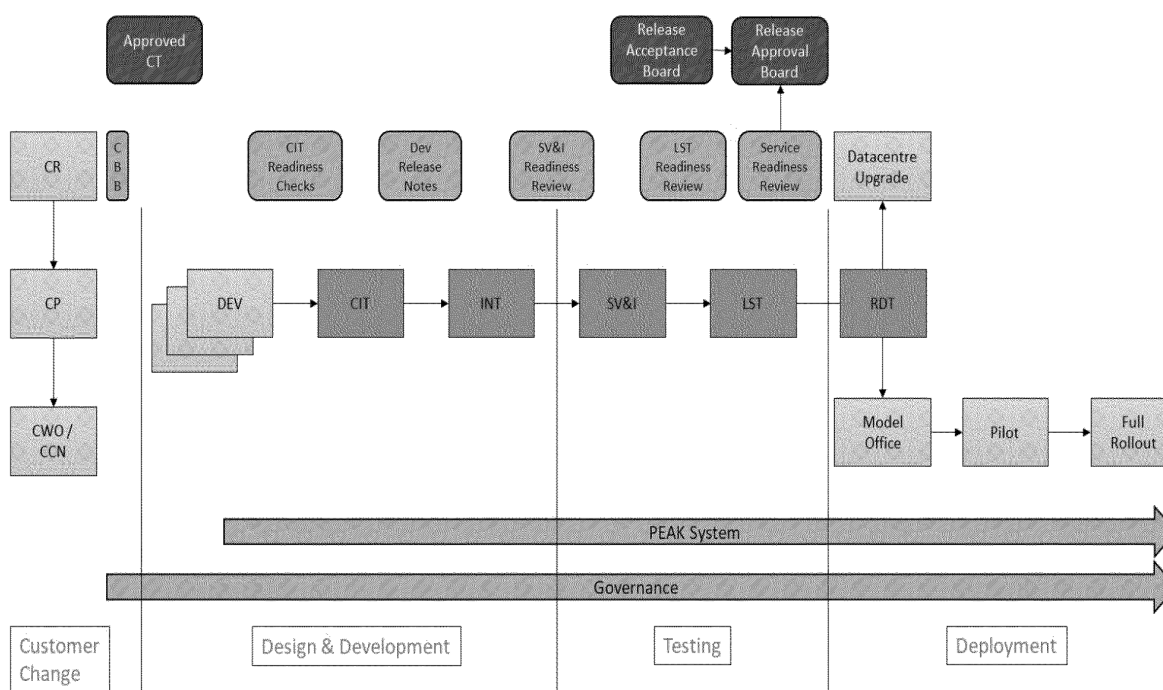 Approved
CT
Release
Acceptance
Board
Release
Approval
Board
CR
C
B
B
CIT
Readiness
Checks
Dev
Release
Notes
SV&I
Readiness
Review
LST
Readiness
Review
Service
Readiness
Review
Datacentre
Upgrade
CP
DEV
CIT
INT
SV&I
LST
RDT
CWO /
CCN
Model
Office
Pilot
Full
Rollout
PEAK System
Governance
Customer
Change
Design & Development
Testing
Deployment